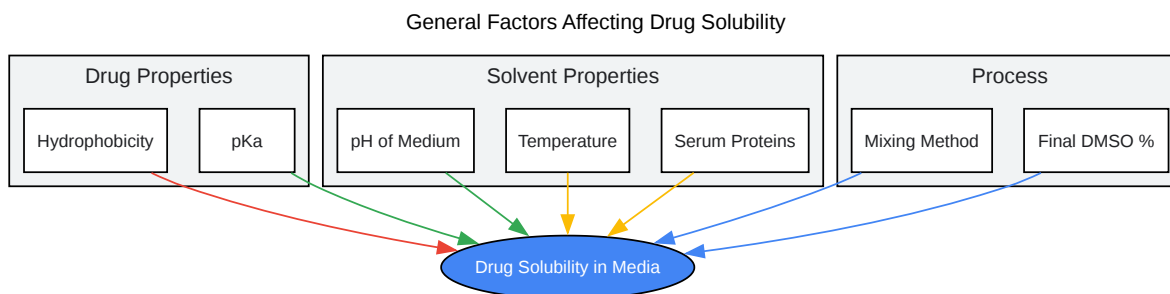 General Factors Affecting Drug Solubility
Drug Properties
Solvent Properties
Process
Hydrophobicity
pKa
pH of Medium
Temperature
Serum Proteins
Mixing Method
Final DMSO %
Drug Solubility in Media